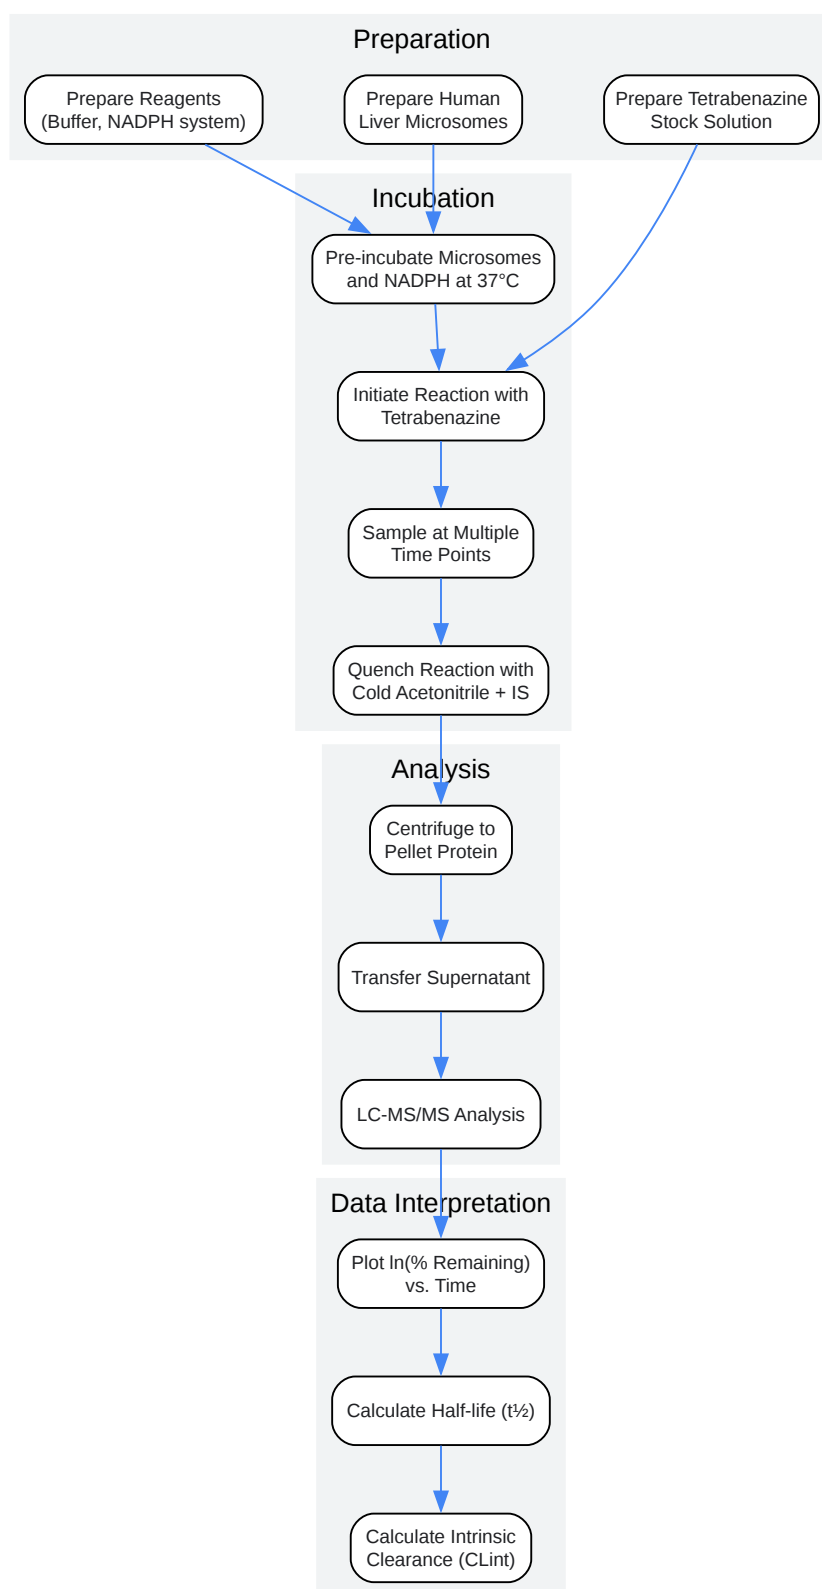 Preparation
Prepare Reagents
(Buffer, NADPH system)
Prepare Human
Liver Microsomes
Prepare Tetrabenazine
Stock Solution
Incubation
Pre-incubate Microsomes
and NADPH at 37°C
Initiate Reaction with
Tetrabenazine
Sample at Multiple
Time Points
Quench Reaction with
Cold Acetonitrile + IS
Analysis
Centrifuge to
Pellet Protein
Transfer Supernatant
LC-MS/MS Analysis
Data Interpretation
Plot ln(% Remaining)
vs. Time
Calculate Half-life (t½)
Calculate Intrinsic
Clearance (CLint)